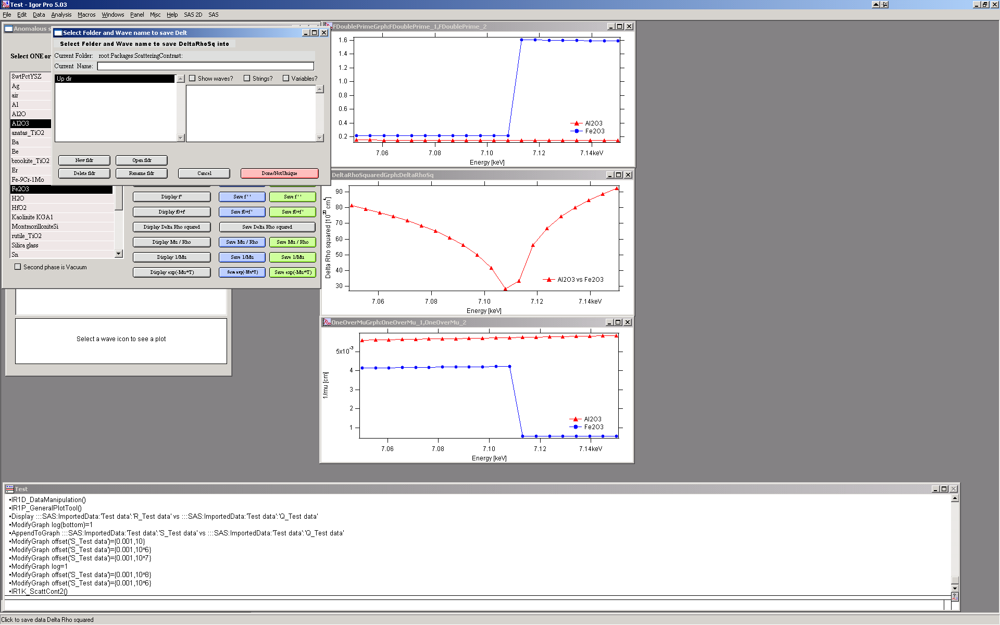 Test - Igor Pro 5.03
File Edit Data Analysis Macros Windows Panel Misc Help SAS 2D SAS
Anomalous s
Select ONE or
8wtPctYSZ
Ag
air
Al
Al2O
Al2O3
anatas_TiO2
Ba
Be
brookite_TiO2
Er
Fe-9Cr-1Mo
Fe2O3
H2O
HfO2
Kaolinite KGA1
MontmorilloniteSi
rutile_TiO2
Silica glass
Sn
Second phase is Vacuum
Select Folder and Wave name to save Delt
Select Folder and Wave name to save DeltaRhoSq into
Current Folder: root:Packages:ScatteringContrast:
Current Name:
Up dir
Show waves? Strings? Variables?
New fldr Open fldr
Delete fldr Rename fldr Cancel Done/NotUnique
Display f" Save f ' ' Save f ' '
Display f0+f' Save f0+f ' Save f0+f '
Display Delta Rho squared Save Delta Rho squared
Display Mu / Rho Save Mu / Rho Save Mu / Rho
Display 1/Mu Save 1/Mu Save 1/Mu
Display exp(-Mu*T) Save exp(-Mu*T) Save exp(-Mu*T)
Select a wave icon to see a plot
FDoublePrimeGrph:FDoublePrime_1,FDoublePrime_2
1.6
1.4
1.2
1.0
0.8
0.6
0.4
0.2
Al2O3
Fe2O3
7.06 7.08 7.10 7.12 7.14keV
Energy [keV]
DeltaRhoSquaredGrph:DeltaRhoSq
Delta Rho squared [10^20 cm^-4]
90
80
70
60
50
40
30
Al2O3 vs Fe2O3
7.06 7.08 7.10 7.12 7.14keV
Energy [keV]
OneOverMuGrph:OneOverMu_1,OneOverMu_2
1/mu [cm]
5x10^-3
4
3
2
1
Al2O3
Fe2O3
7.06 7.08 7.10 7.12 7.14keV
Energy [keV]
Test
•IR1D_DataManipulation()
•IR1P_GeneralPlotTool()
•Display :::SAS:ImportedData:'Test data':'R_Test data' vs :::SAS:ImportedData:'Test data':'Q_Test data'
•ModifyGraph log(bottom)=1
•AppendToGraph :::SAS:ImportedData:'Test data':'S_Test data' vs :::SAS:ImportedData:'Test data':'Q_Test data'
•ModifyGraph offset('S_Test data')={0.001,10}
•ModifyGraph offset('S_Test data')={0.001,10^6}
•ModifyGraph offset('S_Test data')={0.001,10^7}
•ModifyGraph log=1
•ModifyGraph offset('S_Test data')={0.001,10^8}
•ModifyGraph offset('S_Test data')={0.001,10^6}
•IR1K_ScattCont2()
Click to save data Delta Rho squared